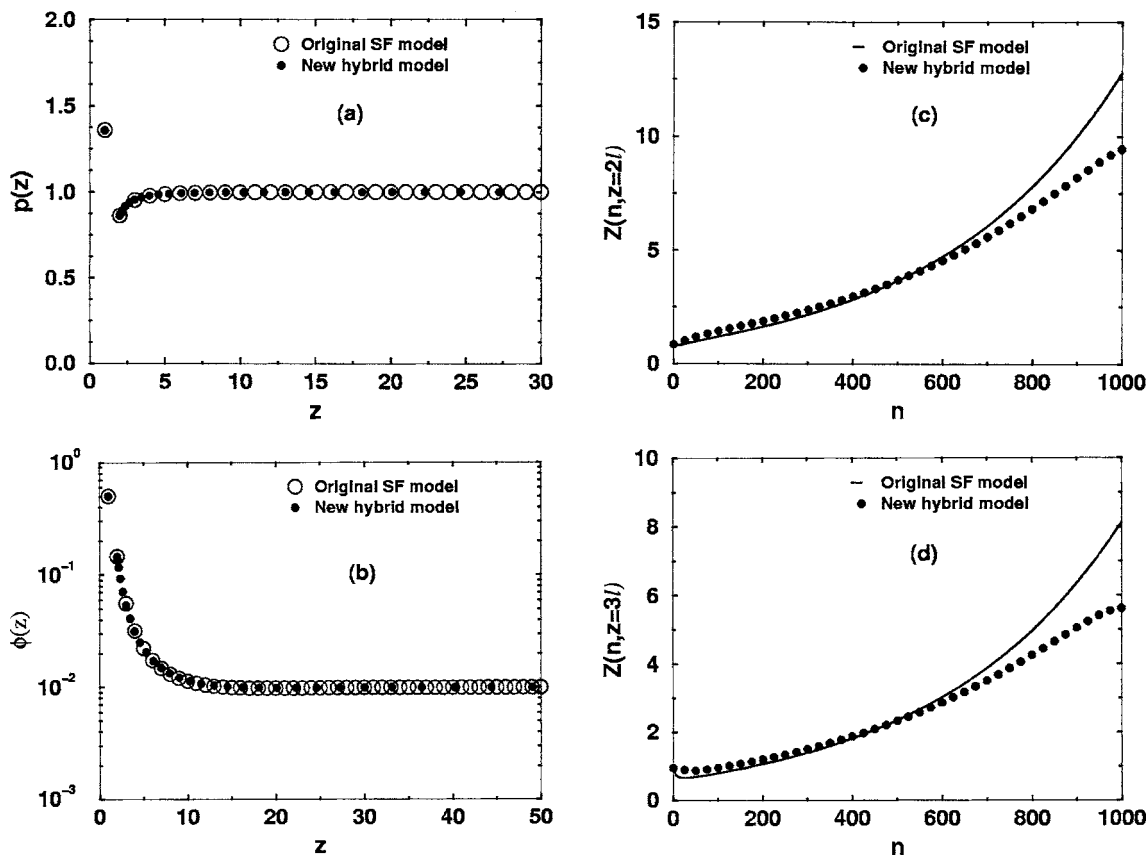 2.0
1.5
1.0
0.5
0.0
p(z)
○ Original SF model
● New hybrid model
(a)
0 5 10 15 20 25 30
z
15
10
5
0
Z(n,z=2l)
— Original SF model
● New hybrid model
(c)
0 200 400 600 800 1000
n
10⁰
10⁻¹
10⁻²
10⁻³
ϕ(z)
○ Original SF model
● New hybrid model
(b)
0 10 20 30 40 50
z
10
8
6
4
2
0
Z(n,z=3l)
— Original SF model
● New hybrid model
(d)
0 200 400 600 800 1000
n